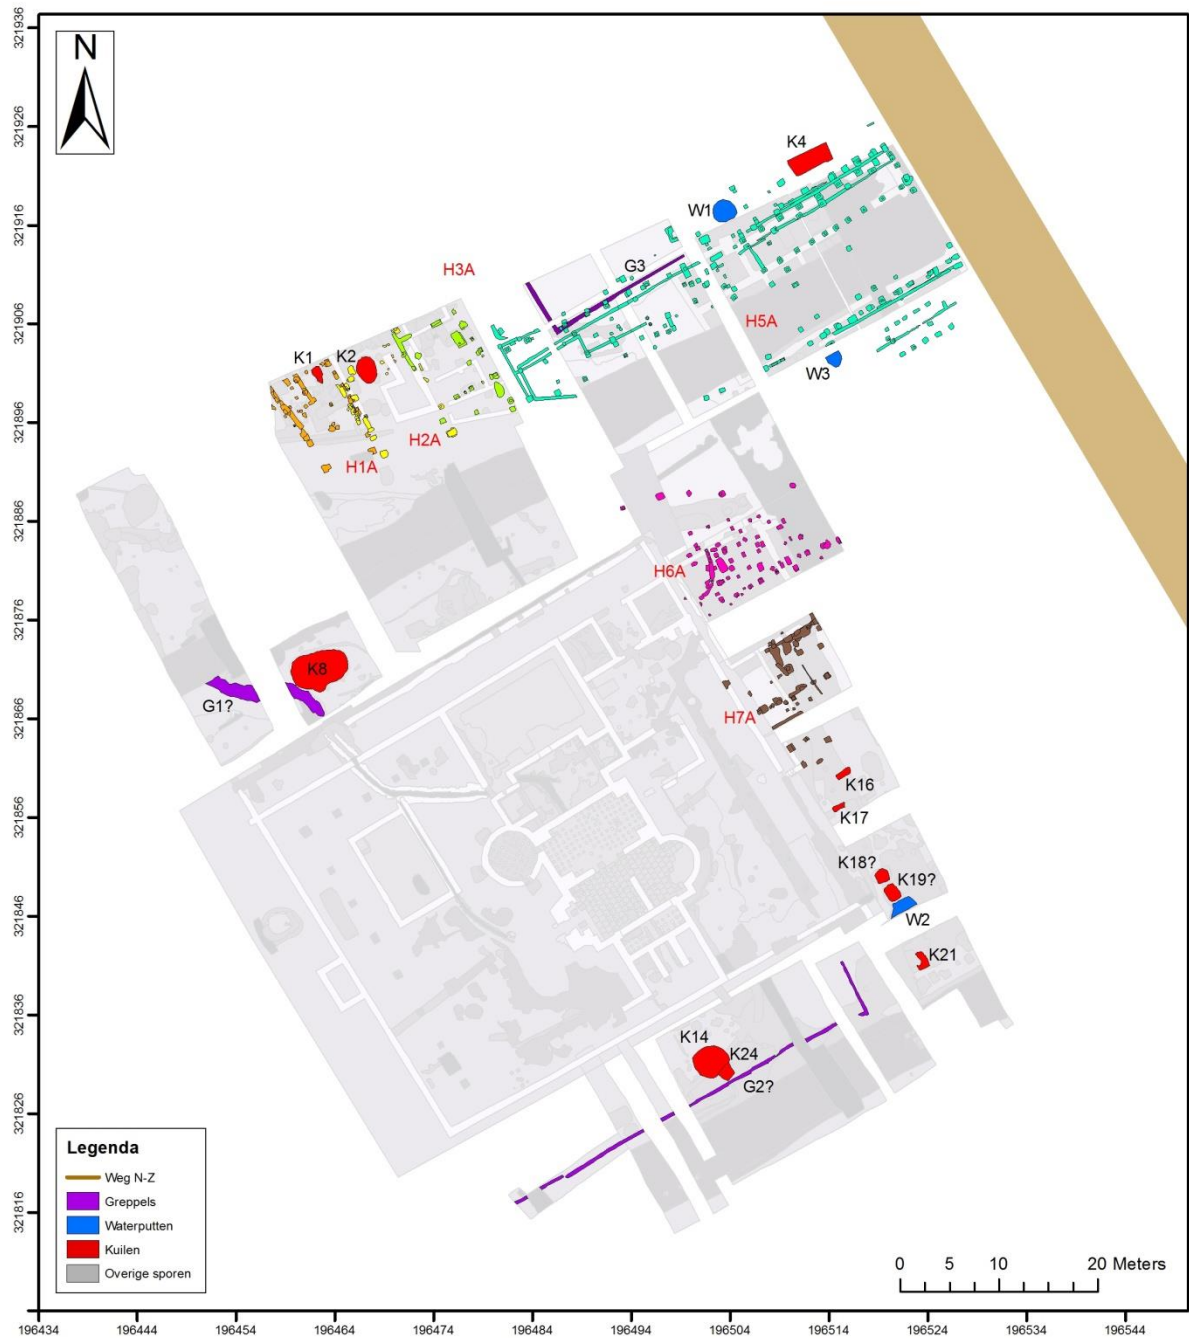 N
321936
321926
321916
321906
321896
321886
321876
321866
321856
321846
321836
321826
321816
K4
W1
G3
H3A
H5A
W3
K1
K2
H2A
H1A
H6A
K8
G1?
H7A
K16
K17
K18?
K19?
W2
K21
K14
K24
G2?
Legenda
Weg N-Z
Greppels
Waterputten
Kuilen
Overige sporen
0 5 10 20 Meters
196434 196444 196454 196464 196474 196484 196494 196504 196514 196524 196534 196544